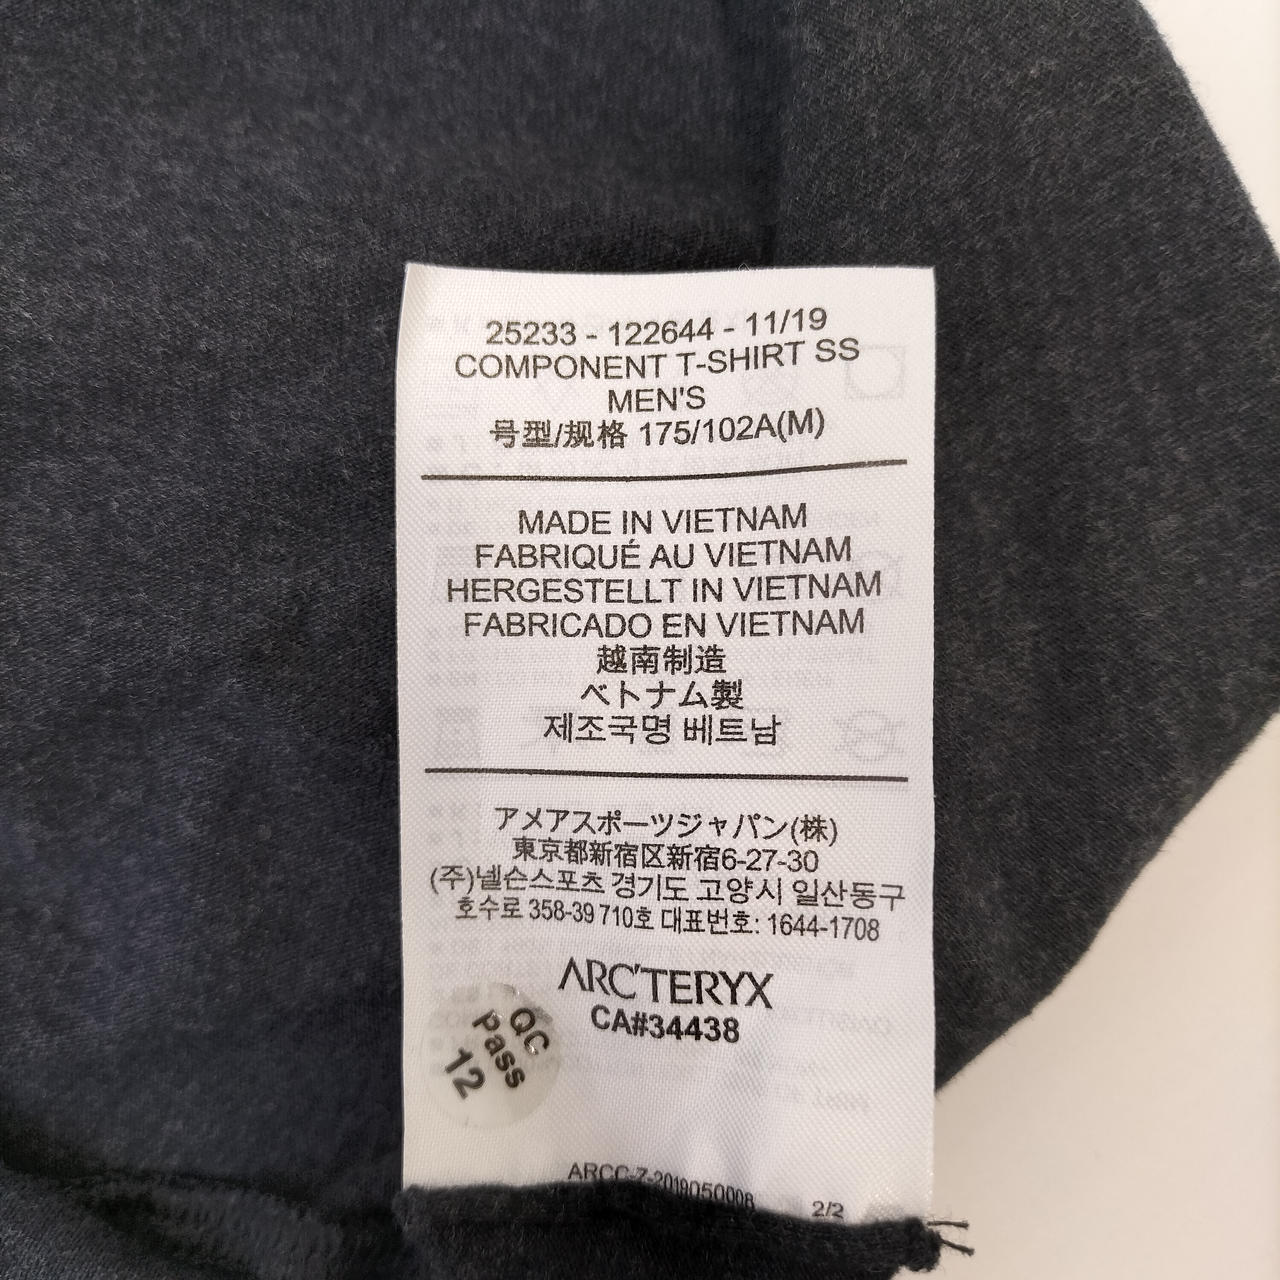 25233 - 122644 - 11/19
COMPONENT T-SHIRT SS
MEN'S
号型/规格 175/102A(M)
MADE IN VIETNAM
FABRIQUÉ AU VIETNAM
HERGESTELLT IN VIETNAM
FABRICADO EN VIETNAM
越南制造
ベトナム製
제조국명 베트남
アメアスポーツジャパン(株)
東京都新宿区新宿6-27-30
(주)넬슨스포츠 경기도 고양시 일산동구
호수로 358-39 710호 대표번호: 1644-1708
ARC'TERYX
CA#34438
QC
Pass
12
ARCC-Z-2019050008
2/2